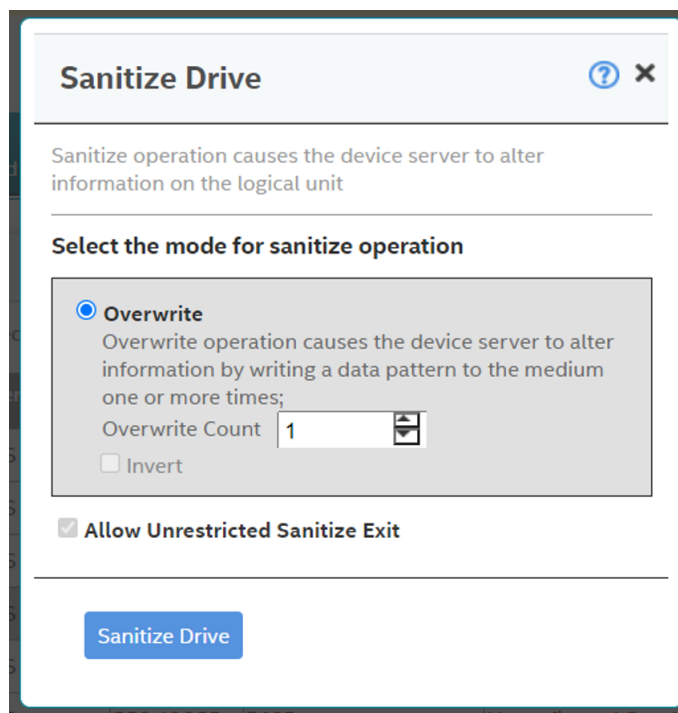 Sanitize Drive
Sanitize operation causes the device server to alter
information on the logical unit
Select the mode for sanitize operation
Overwrite
Overwrite operation causes the device server to alter
information by writing a data pattern to the medium
one or more times;
Overwrite Count 1
Invert
Allow Unrestricted Sanitize Exit
Sanitize Drive